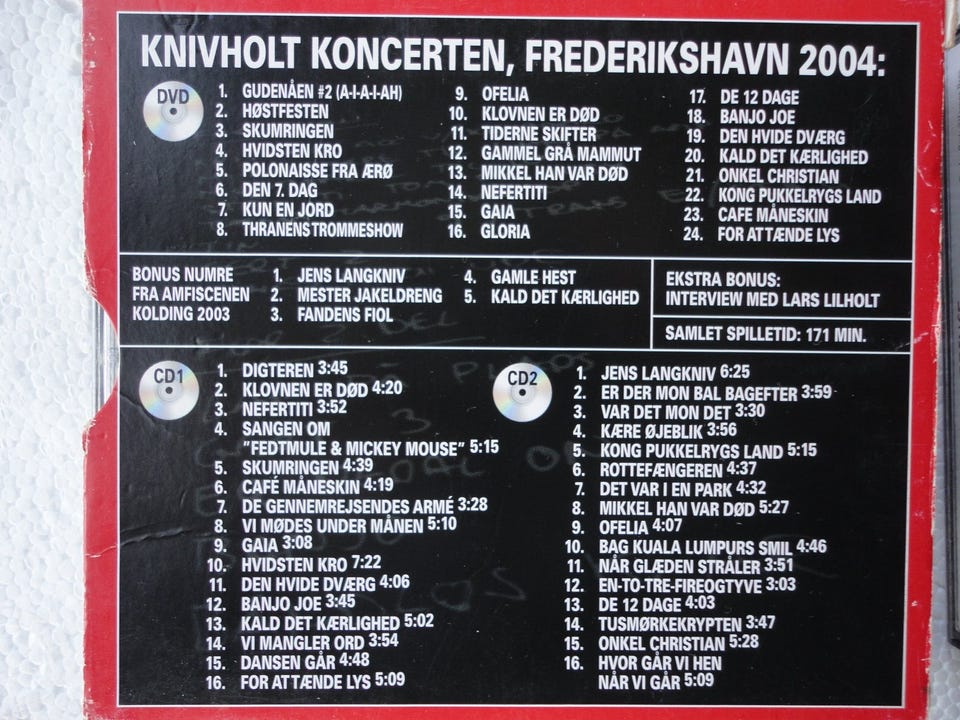 KNIVHOLT KONCERTEN, FREDERIKSHAVN 2004:
DVD
1. GUDENÅEN #2 (A-I-A-I-AH)
2. HØSTFESTEN
3. SKUMRINGEN
4. HVIDSTEN KRO
5. POLONAISSE FRA ÆRØ
6. DEN 7. DAG
7. KUN EN JORD
8. THRANENS TROMMESHOW
9. OFELIA
10. KLOVNEN ER DØD
11. TIDERNE SKIFTER
12. GAMMEL GRÅ MAMMUT
13. MIKKEL HAN VAR DØD
14. NEFERTITI
15. GAIA
16. GLORIA
17. DE 12 DAGE
18. BANJO JOE
19. DEN HVIDE DVÆRG
20. KALD DET KÆRLIGHED
21. ONKEL CHRISTIAN
22. KONG PUKKELRYGS LAND
23. CAFE MÅNESKIN
24. FOR AT TÆNDE LYS
BONUS NUMRE
FRA AMFISCENEN
KOLDING 2003
1. JENS LANGKNIV
2. MESTER JAKELDRENG
3. FANDENS FIOL
4. GAMLE HEST
5. KALD DET KÆRLIGHED
EKSTRA BONUS:
INTERVIEW MED LARS LILHOLT
SAMLET SPILLETID: 171 MIN.
CD1
1. DIGTEREN 3:45
2. KLOVNEN ER DØD 4:20
3. NEFERTITI 3:52
4. SANGEN OM
"FEDTMULE & MICKEY MOUSE" 5:15
5. SKUMRINGEN 4:39
6. CAFÉ MÅNESKIN 4:19
7. DE GENNEMREJSENDES ARMÉ 3:28
8. VI MØDES UNDER MÅNEN 5:10
9. GAIA 3:08
10. HVIDSTEN KRO 7:22
11. DEN HVIDE DVÆRG 4:06
12. BANJO JOE 3:45
13. KALD DET KÆRLIGHED 5:02
14. VI MANGLER ORD 3:54
15. DANSEN GÅR 4:48
16. FOR AT TÆNDE LYS 5:09
CD2
1. JENS LANGKNIV 6:25
2. ER DER MON BAL BAGEFTER 3:59
3. VAR DET MON DET 3:30
4. KÆRE ØJEBLIK 3:56
5. KONG PUKKELRYGS LAND 5:15
6. ROTTEFÆNGEREN 4:37
7. DET VAR I EN PARK 4:32
8. MIKKEL HAN VAR DØD 5:27
9. OFELIA 4:07
10. BAG KUALA LUMPURS SMIL 4:46
11. NÅR GLÆDEN STRÅLER 3:51
12. EN-TO-TRE-FIREOGTYVE 3:03
13. DE 12 DAGE 4:03
14. TUSMØRKEKRYPTEN 3:47
15. ONKEL CHRISTIAN 5:28
16. HVOR GÅR VI HEN
NÅR VI GÅR 5:09